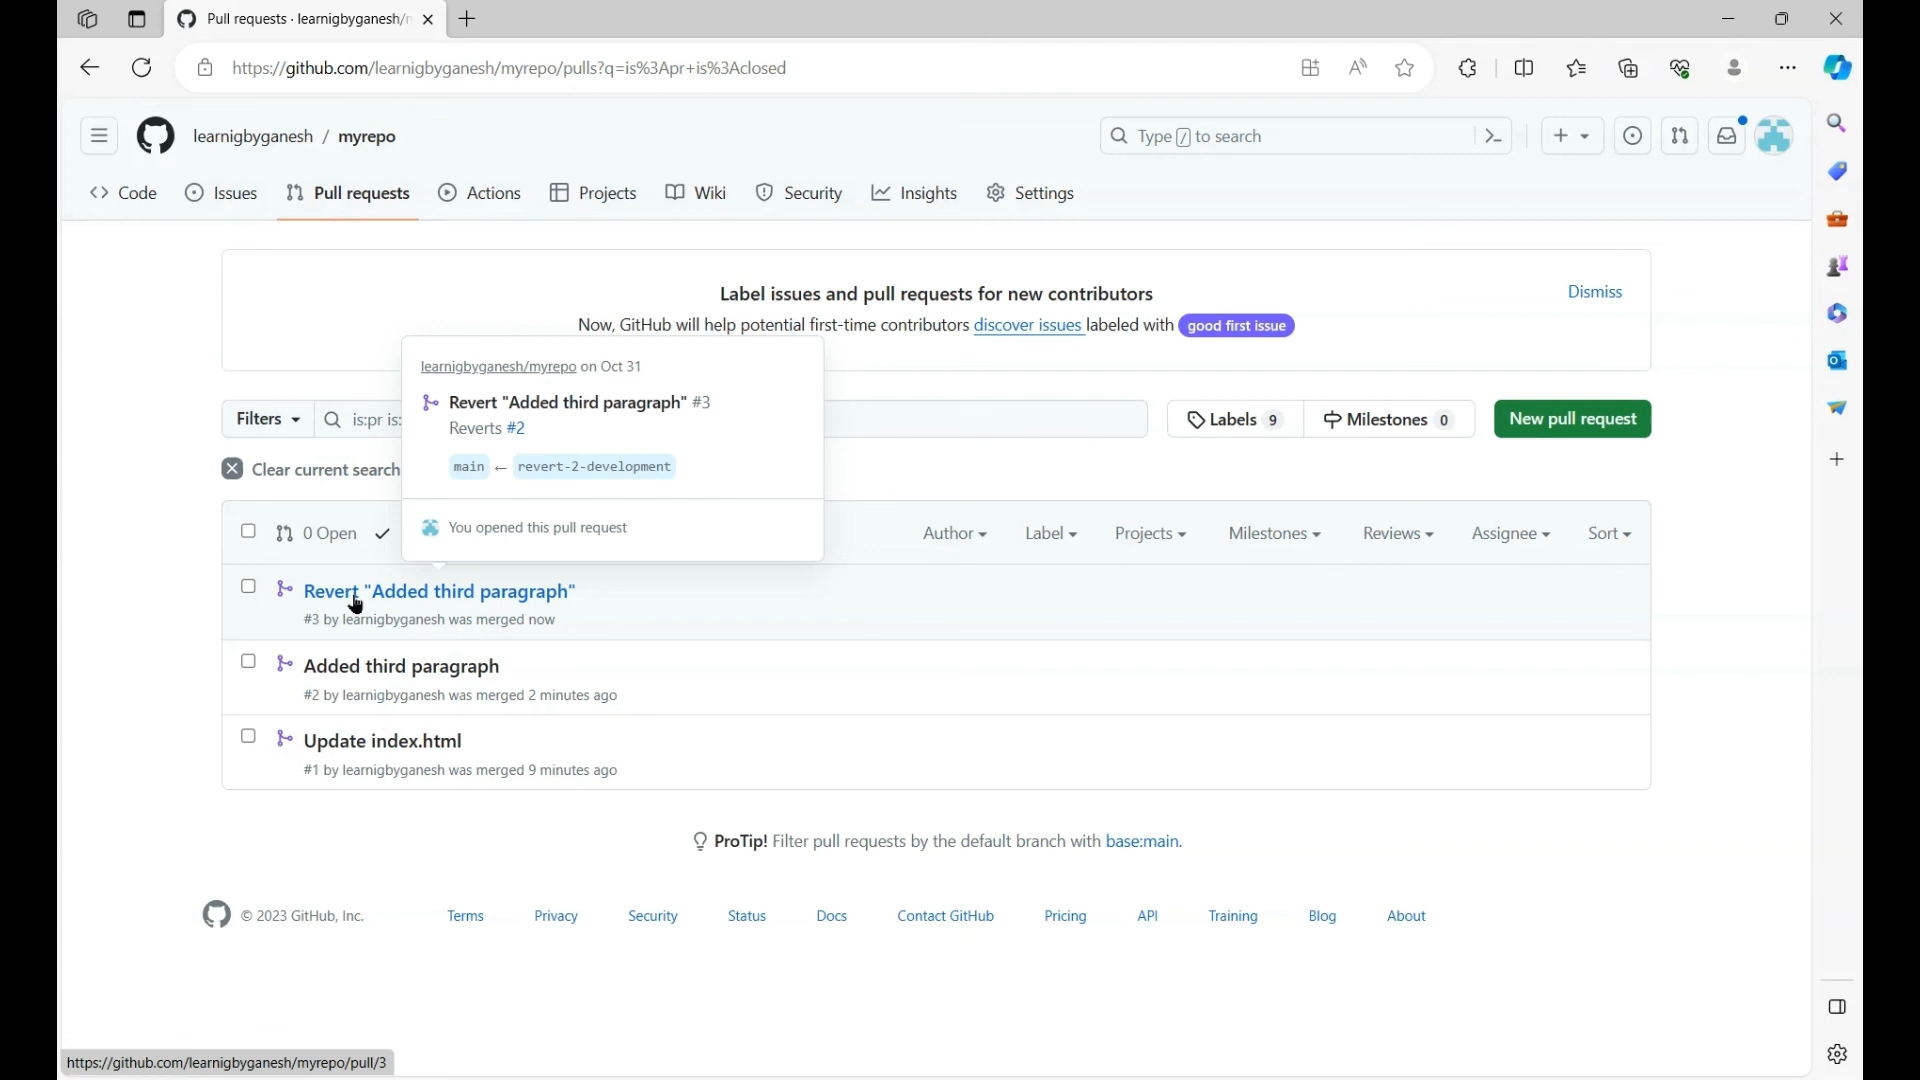 Pull requests · learnigbyganesh/
https://github.com/learnigbyganesh/myrepo/pulls?q=is%3Apr+is%3Aclosed
learnigbyganesh / myrepo
Type / to search
Code
Issues
Pull requests
Actions
Projects
Wiki
Security
Insights
Settings
Label issues and pull requests for new contributors
Dismiss
Now, GitHub will help potential first-time contributors discover issues labeled with good first issue
learnigbyganesh/myrepo on Oct 31
Revert "Added third paragraph" #3
Reverts #2
main ← revert-2-development
You opened this pull request
Filters
is:pr is:
Labels 9
Milestones 0
New pull request
Clear current search
0 Open
Author
Label
Projects
Milestones
Reviews
Assignee
Sort
Revert "Added third paragraph"
#3 by learnigbyganesh was merged now
Added third paragraph
#2 by learnigbyganesh was merged 2 minutes ago
Update index.html
#1 by learnigbyganesh was merged 9 minutes ago
ProTip! Filter pull requests by the default branch with base:main.
© 2023 GitHub, Inc.
Terms
Privacy
Security
Status
Docs
Contact GitHub
Pricing
API
Training
Blog
About
https://github.com/learnigbyganesh/myrepo/pull/3